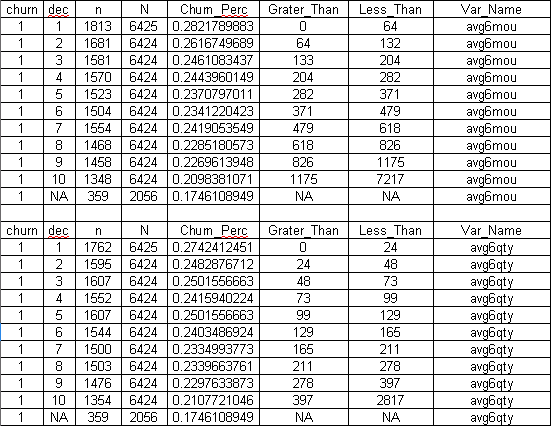 churn dec n N Churn_Perc Grater_Than Less_Than Var_Name
1 1 1813 6425 0.2821789883 0 64 avg6mou
1 2 1681 6424 0.2616749689 64 132 avg6mou
1 3 1581 6424 0.2461083437 133 204 avg6mou
1 4 1570 6424 0.2443960149 204 282 avg6mou
1 5 1523 6424 0.2370797011 282 371 avg6mou
1 6 1504 6424 0.2341220423 371 479 avg6mou
1 7 1554 6424 0.2419053549 479 618 avg6mou
1 8 1468 6424 0.2285180573 618 826 avg6mou
1 9 1458 6424 0.2269613948 826 1175 avg6mou
1 10 1348 6424 0.2098381071 1175 7217 avg6mou
1 NA 359 2056 0.1746108949 NA NA avg6mou
churn dec n N Churn_Perc Grater_Than Less_Than Var_Name
1 1 1762 6425 0.2742412451 0 24 avg6qty
1 2 1595 6424 0.2482876712 24 48 avg6qty
1 3 1607 6424 0.2501556663 48 73 avg6qty
1 4 1552 6424 0.2415940224 73 99 avg6qty
1 5 1607 6424 0.2501556663 99 129 avg6qty
1 6 1544 6424 0.2403486924 129 165 avg6qty
1 7 1500 6424 0.2334993773 165 211 avg6qty
1 8 1503 6424 0.2339663761 211 278 avg6qty
1 9 1476 6424 0.2297633873 278 397 avg6qty
1 10 1354 6424 0.2107721046 397 2817 avg6qty
1 NA 359 2056 0.1746108949 NA NA avg6qty